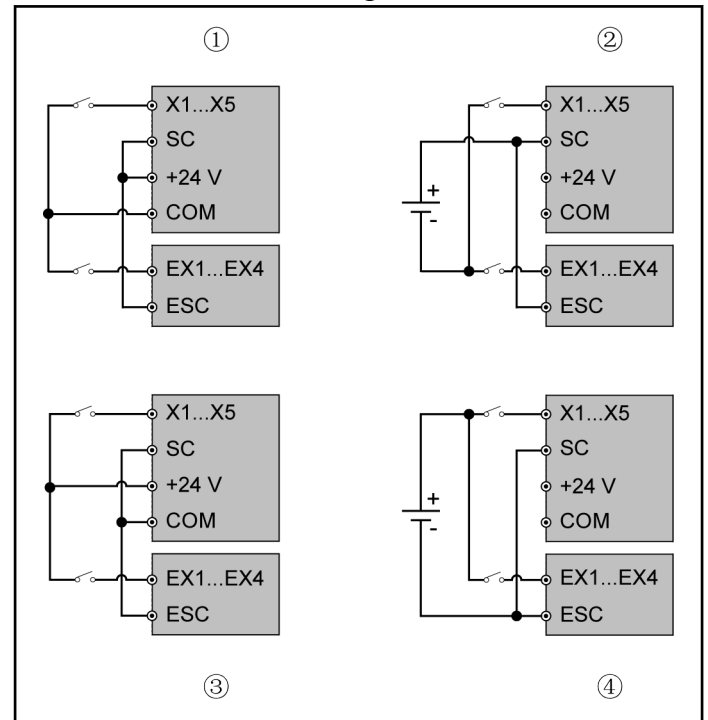 ① ②
X1...X5
SC
+24 V
COM
EX1...EX4
ESC
X1...X5
SC
+
-
+24 V
COM
EX1...EX4
ESC
X1...X5
SC
+24 V
COM
EX1...EX4
ESC
X1...X5
SC
+
-
+24 V
COM
EX1...EX4
ESC
③ ④